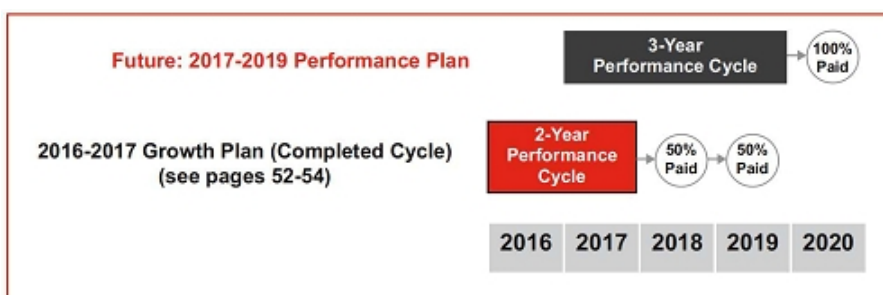 Future: 2017-2019 Performance Plan
3-Year
Performance Cycle
100%
Paid
2016-2017 Growth Plan (Completed Cycle)
(see pages 52-54)
2-Year
Performance
Cycle
50%
Paid
50%
Paid
2016 2017 2018 2019 2020